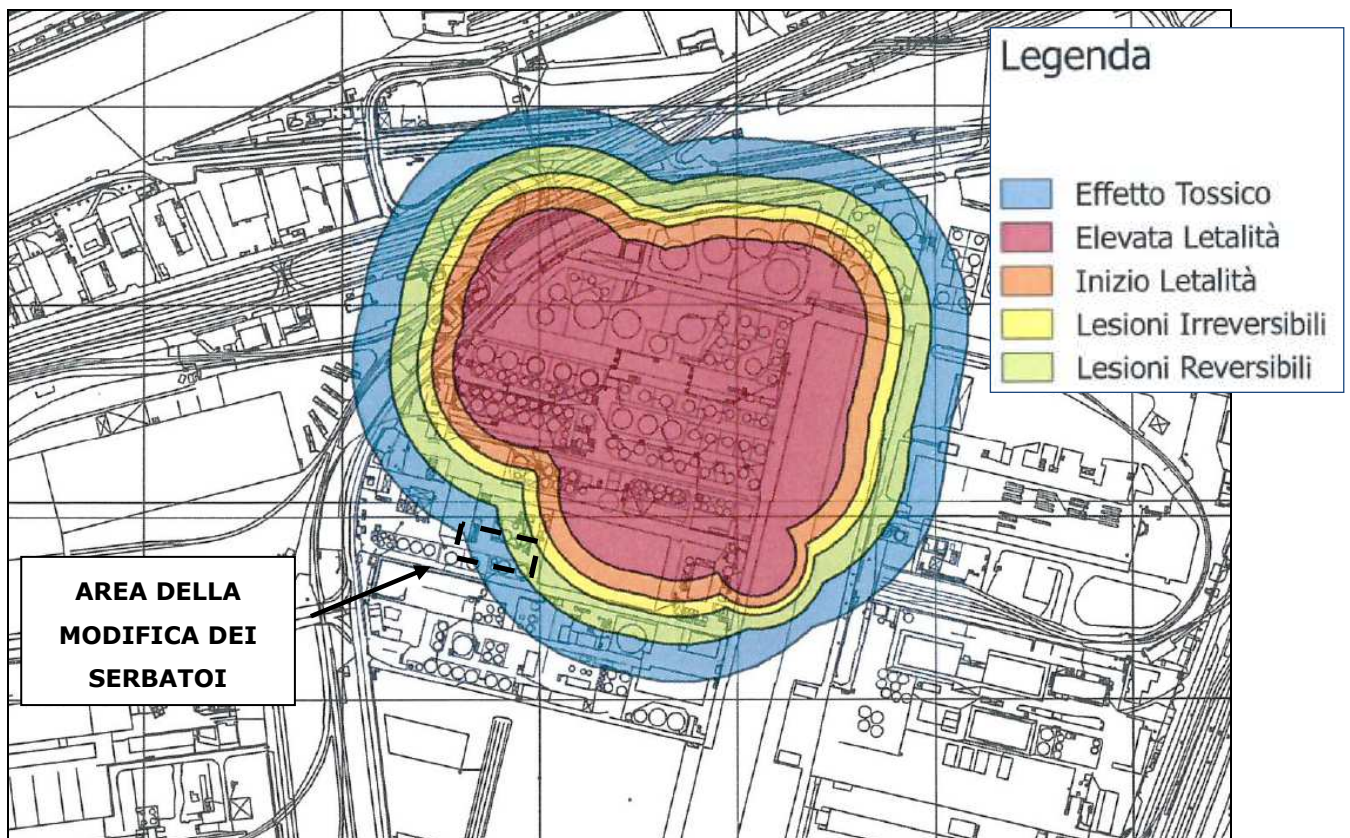 Legenda
Effetto Tossico
Elevata Letalità
Inizio Letalità
Lesioni Irreversibili
Lesioni Reversibili
AREA DELLA
MODIFICA DEI
SERBATOI